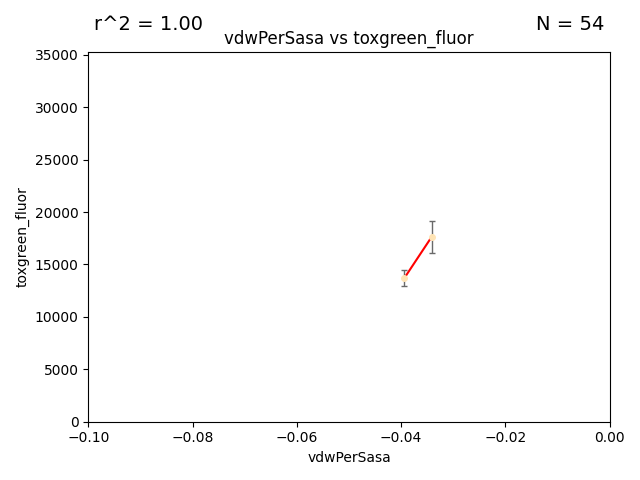 r^2 = 1.00
N = 54
vdwPerSasa vs toxgreen_fluor
35000
30000
25000
20000
15000
10000
5000
0
toxgreen_fluor
−0.10
−0.08
−0.06
−0.04
−0.02
0.00
vdwPerSasa